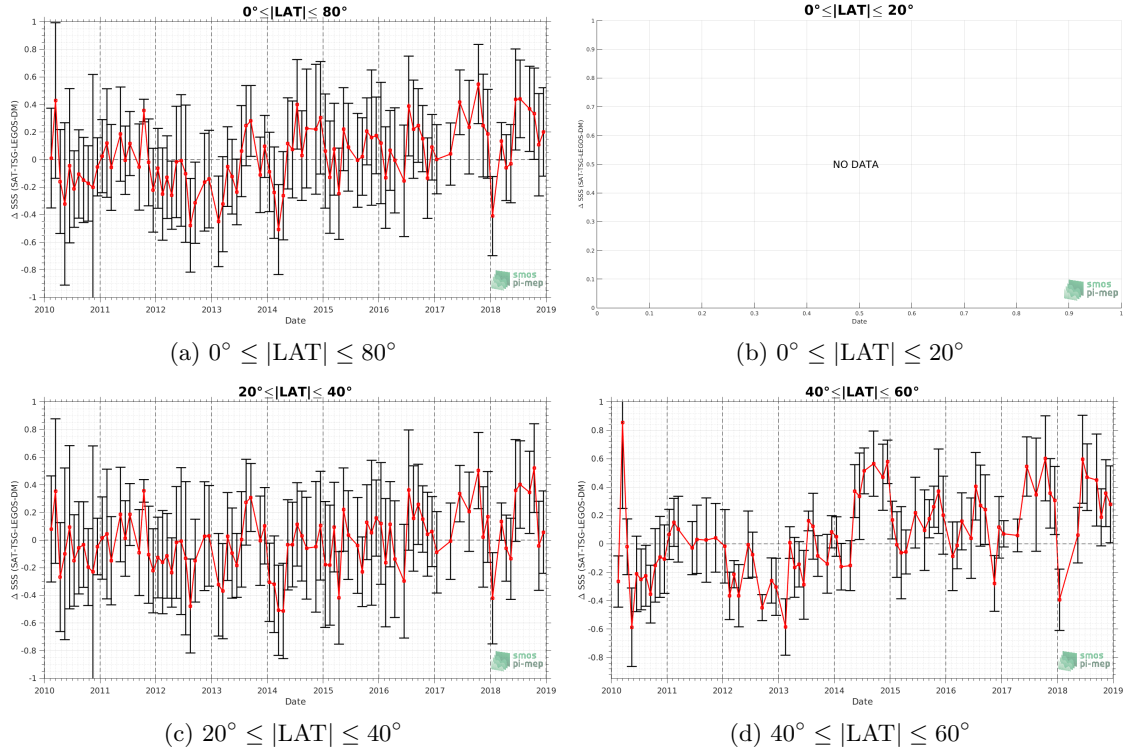 0°≤|LAT|≤ 80°
Δ SSS (SAT-TSG-LEGOS-DM)
1
0.8
0.6
0.4
0.2
0
-0.2
-0.4
-0.6
-0.8
-1
2010 2011 2012 2013 2014 2015 2016 2017 2018 2019
Date
smos
pi-mep
(a) 0° ≤ |LAT| ≤ 80°
0°≤|LAT|≤ 20°
Δ SSS (SAT-TSG-LEGOS-DM)
1
0.9
0.8
0.7
0.6
0.5
0.4
0.3
0.2
0.1
0
NO DATA
0 0.1 0.2 0.3 0.4 0.5 0.6 0.7 0.8 0.9 1
Date
smos
pi-mep
(b) 0° ≤ |LAT| ≤ 20°
20°≤|LAT|≤ 40°
Δ SSS (SAT-TSG-LEGOS-DM)
1
0.8
0.6
0.4
0.2
0
-0.2
-0.4
-0.6
-0.8
-1
2010 2011 2012 2013 2014 2015 2016 2017 2018 2019
Date
smos
pi-mep
(c) 20° ≤ |LAT| ≤ 40°
40°≤|LAT|≤ 60°
Δ SSS (SAT-TSG-LEGOS-DM)
1
0.8
0.6
0.4
0.2
0
-0.2
-0.4
-0.6
-0.8
2010 2011 2012 2013 2014 2015 2016 2017 2018 2019
Date
smos
pi-mep
(d) 40° ≤ |LAT| ≤ 60°